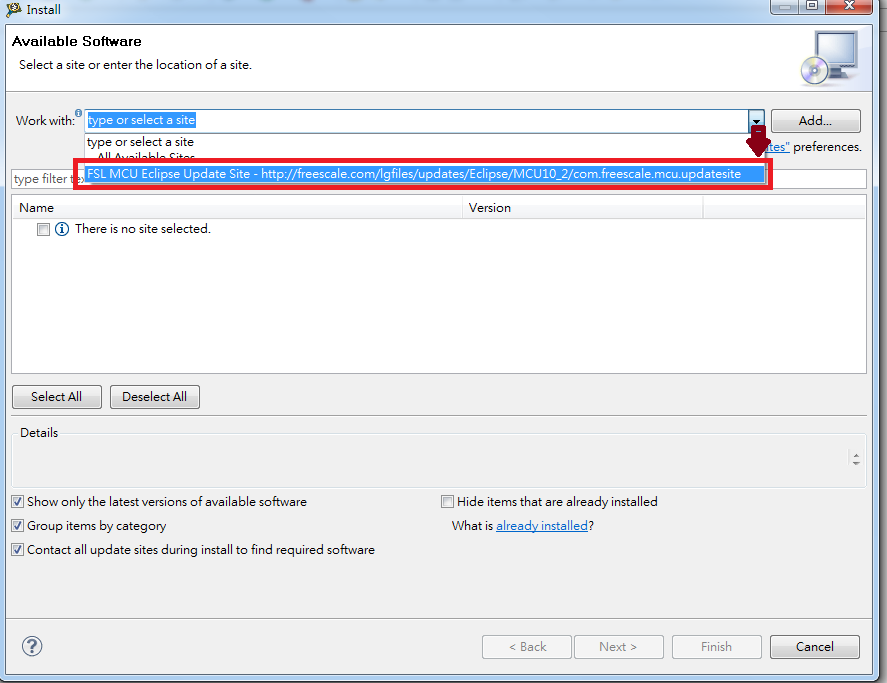 Install
Available Software
Select a site or enter the location of a site.
Work with: type or select a site Add...
type or select a site
All Available Sites
preferences.
FSL MCU Eclipse Update Site - http://freescale.com/lgfiles/updates/Eclipse/MCU10_2/com.freescale.mcu.updatesite
type filter
Name Version
There is no site selected.
Select All Deselect All
Details
Show only the latest versions of available software
Hide items that are already installed
Group items by category
What is already installed?
Contact all update sites during install to find required software
< Back Next > Finish Cancel